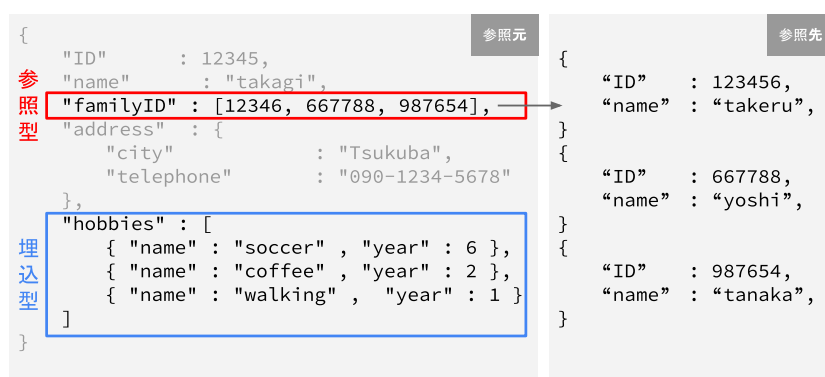 {
"ID" : 12345,
"name" : "takagi",
"familyID" : [12346, 667788, 987654],
"address" : {
"city" : "Tsukuba",
"telephone" : "090-1234-5678"
},
"hobbies" : [
{ "name" : "soccer" , "year" : 6 },
{ "name" : "coffee" , "year" : 2 },
{ "name" : "walking" , "year" : 1 }
]
}
参照型
埋込型
参照元
参照先
{
“ID” : 123456,
“name” : “takeru”,
}
{
“ID” : 667788,
“name” : “yoshi”,
}
{
“ID” : 987654,
“name” : “tanaka”,
}